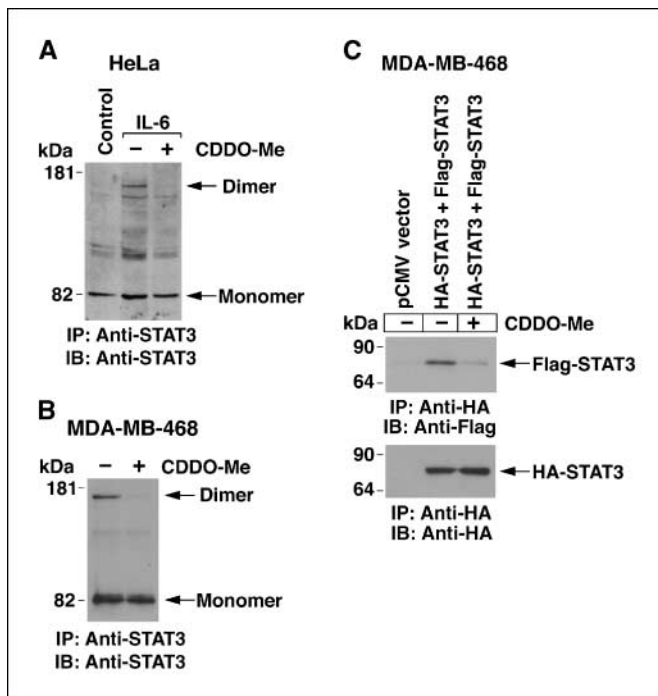 A
HeLa
Control
IL-6
kDa
−
+
CDDO-Me
181
Dimer
82
Monomer
IP: Anti-STAT3
IB: Anti-STAT3
B
MDA-MB-468
kDa
−
+
CDDO-Me
181
Dimer
82
Monomer
IP: Anti-STAT3
IB: Anti-STAT3
C
MDA-MB-468
pCMV vector
HA-STAT3 + Flag-STAT3
HA-STAT3 + Flag-STAT3
kDa
−
−
+
CDDO-Me
90
Flag-STAT3
64
IP: Anti-HA
IB: Anti-Flag
90
HA-STAT3
64
IP: Anti-HA
IB: Anti-HA